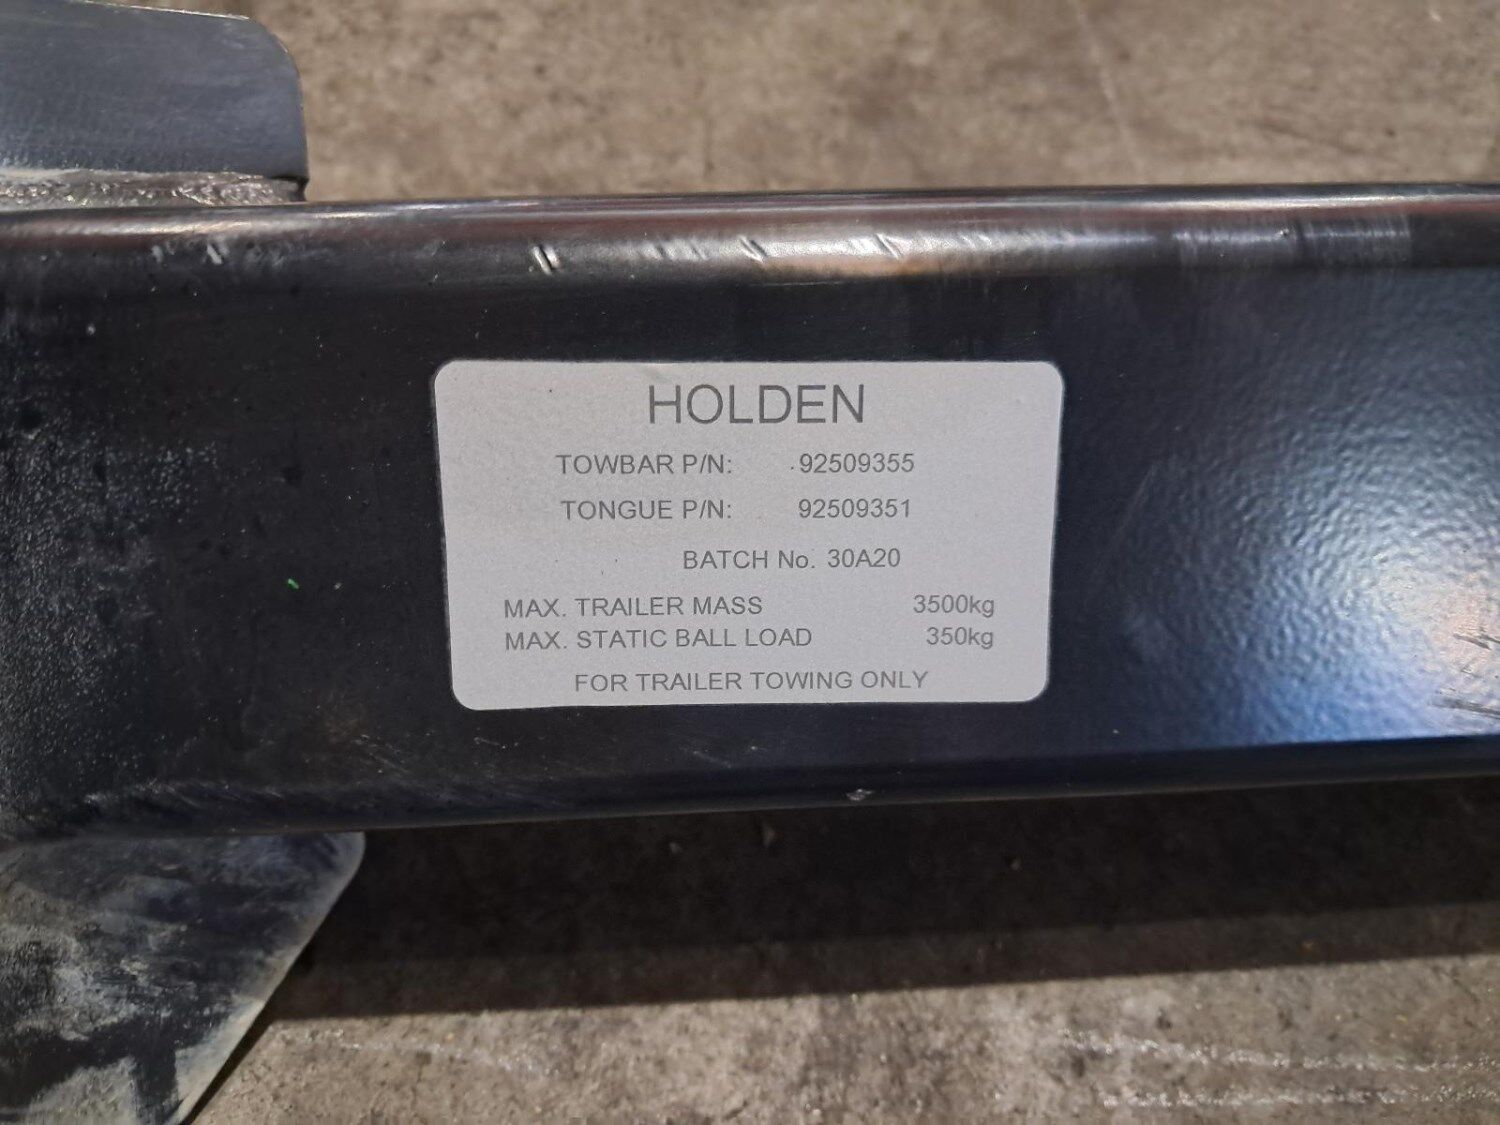 HOLDEN
TOWBAR P/N: 92509355
TONGUE P/N: 92509351
BATCH No. 30A20
MAX. TRAILER MASS 3500kg
MAX. STATIC BALL LOAD 350kg
FOR TRAILER TOWING ONLY